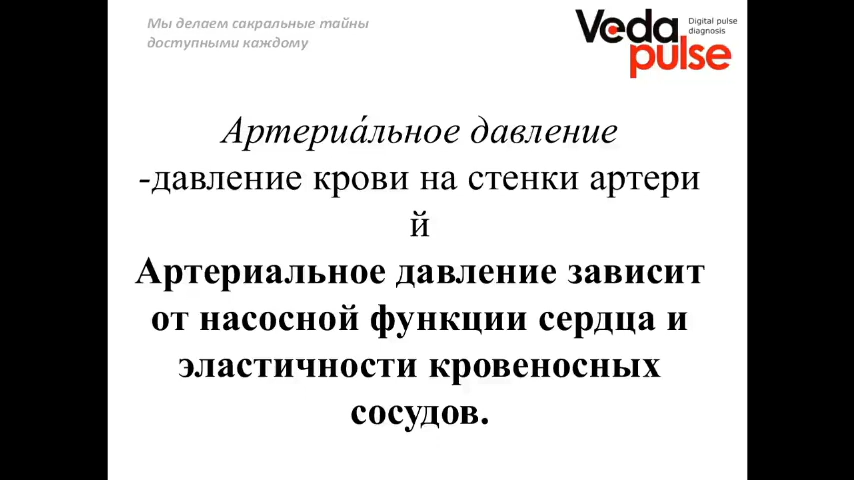 Мы делаем сакральные тайны
доступными каждому
Veda
pulse
Digital pulse
diagnosis
Артериа́льное давление
-давление крови на стенки артери
й
Артериальное давление зависит
от насосной функции сердца и
эластичности кровеносных
сосудов.